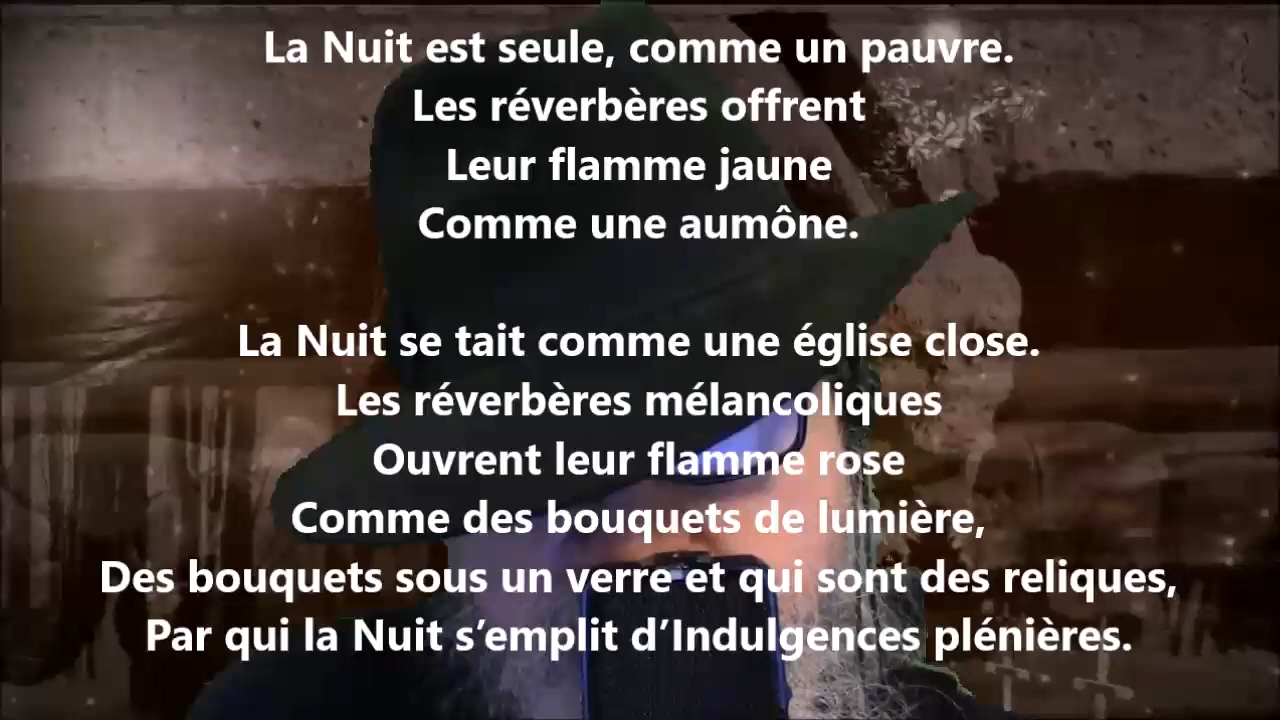 La Nuit est seule, comme un pauvre.
Les réverbères offrent
Leur flamme jaune
Comme une aumône.
La Nuit se tait comme une église close.
Les réverbères mélancoliques
Ouvrent leur flamme rose
Comme des bouquets de lumière,
Des bouquets sous un verre et qui sont des reliques,
Par qui la Nuit s’emplit d’Indulgences plénières.